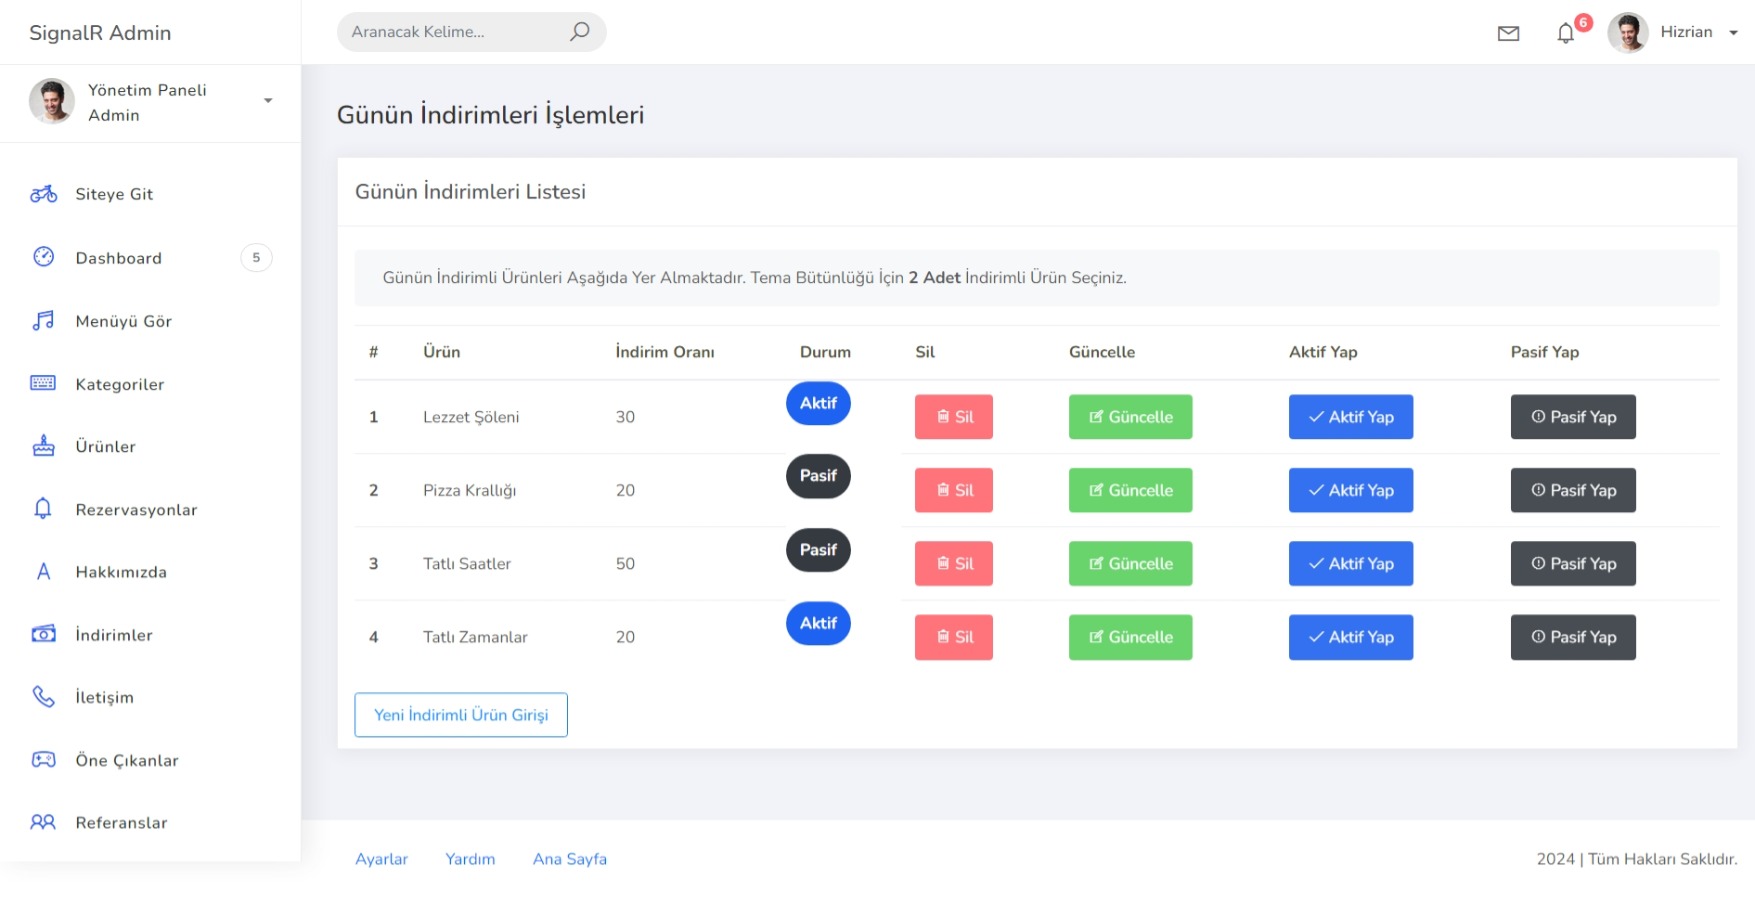 SignalR Admin
Aranacak Kelime...
6
Hizrian
Yönetim Paneli
Admin
Siteye Git
Dashboard 5
Menüyü Gör
Kategoriler
Ürünler
Rezervasyonlar
Hakkımızda
İndirimler
İletişim
Öne Çıkanlar
Referanslar
Günün İndirimleri İşlemleri
Günün İndirimleri Listesi
Günün İndirimli Ürünleri Aşağıda Yer Almaktadır. Tema Bütünlüğü İçin 2 Adet İndirimli Ürün Seçiniz.
# Ürün İndirim Oranı Durum Sil Güncelle Aktif Yap Pasif Yap
1 Lezzet Şöleni 30 Aktif Sil Güncelle Aktif Yap Pasif Yap
2 Pizza Krallığı 20 Pasif Sil Güncelle Aktif Yap Pasif Yap
3 Tatlı Saatler 50 Pasif Sil Güncelle Aktif Yap Pasif Yap
4 Tatlı Zamanlar 20 Aktif Sil Güncelle Aktif Yap Pasif Yap
Yeni İndirimli Ürün Girişi
Ayarlar Yardım Ana Sayfa
2024 | Tüm Hakları Saklıdır.